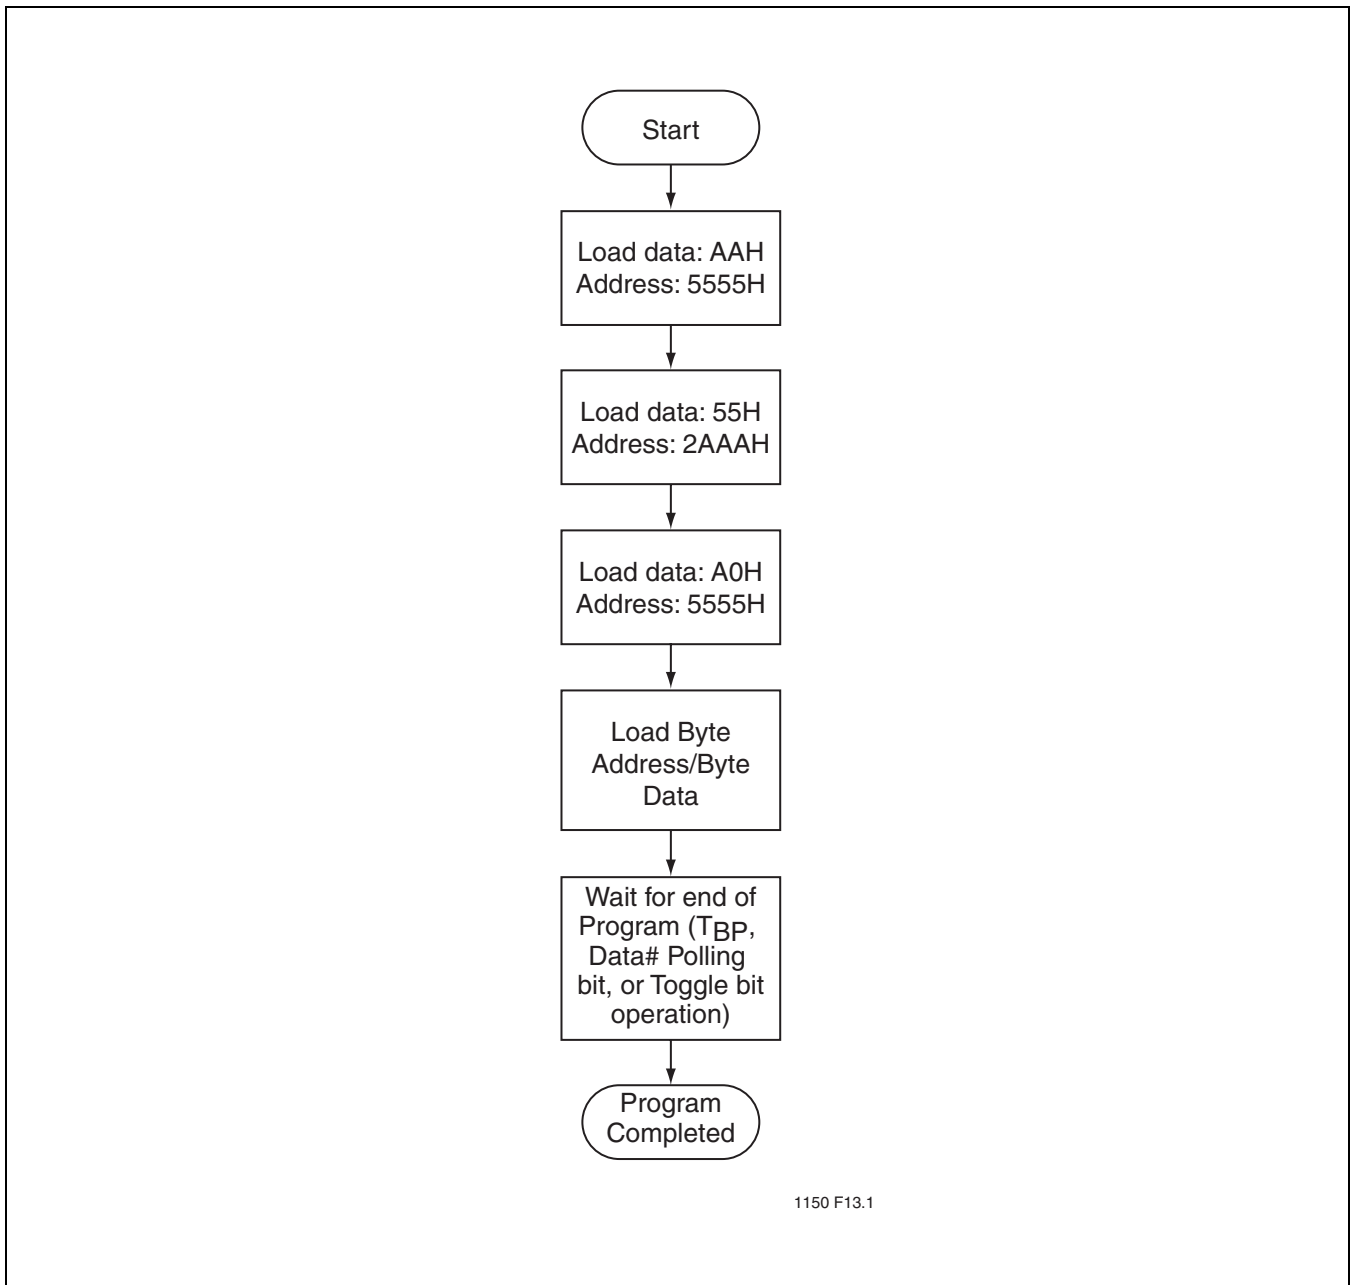 Start
Load data: AAH
Address: 5555H
Load data: 55H
Address: 2AAAH
Load data: A0H
Address: 5555H
Load Byte
Address/Byte
Data
Wait for end of
Program (TBP,
Data# Polling
bit, or Toggle bit
operation)
Program
Completed
1150 F13.1